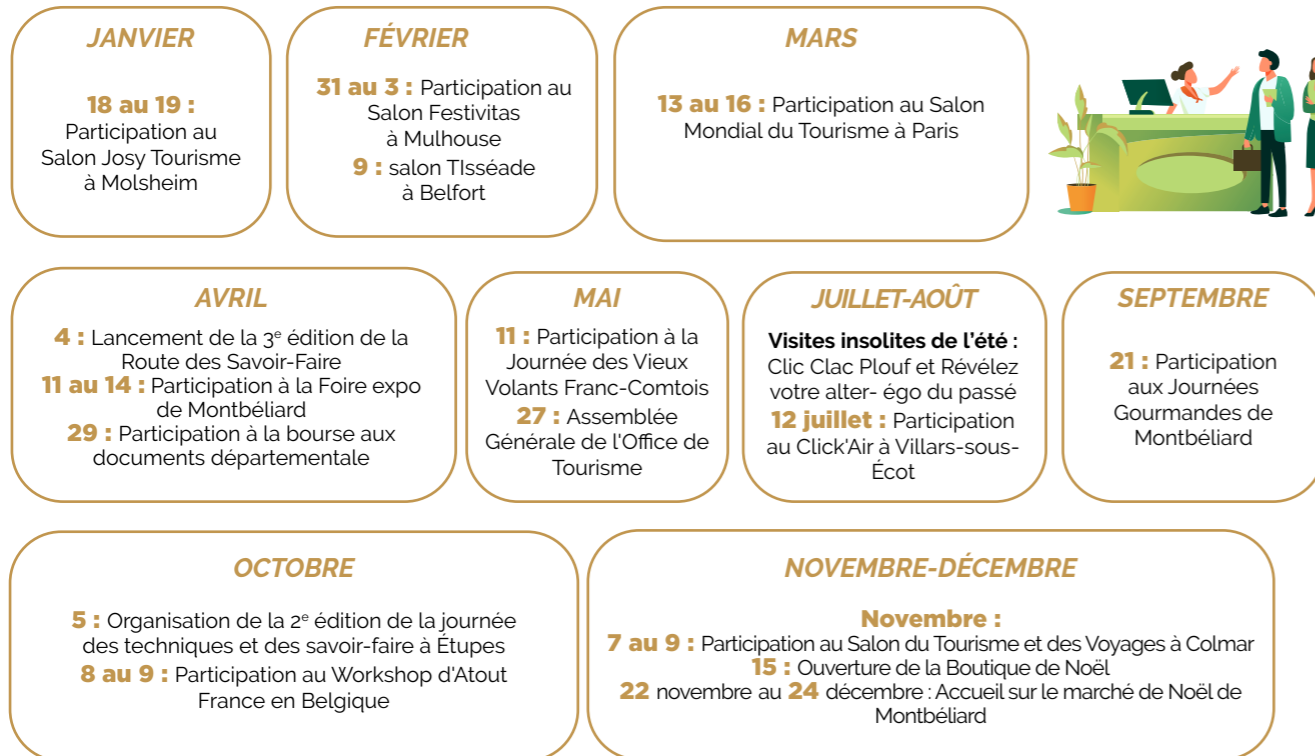 JANVIER
18 au 19 :
Participation au
Salon Josy Tourisme
à Molsheim
FÉVRIER
31 au 3 : Participation au
Salon Festivitas
à Mulhouse
9 : salon TIsséade
à Belfort
MARS
13 au 16 : Participation au Salon
Mondial du Tourisme à Paris
AVRIL
4 : Lancement de la 3e édition de la
Route des Savoir-Faire
11 au 14 : Participation à la Foire expo
de Montbéliard
29 : Participation à la bourse aux
documents départementale
MAI
11 : Participation à la
Journée des Vieux
Volants Franc-Comtois
27 : Assemblée
Générale de l'Office de
Tourisme
JUILLET-AOÛT
Visites insolites de l'été :
Clic Clac Plouf et Révélez
votre alter- égo du passé
12 juillet : Participation
au Click'Air à Villars-sous-
Écot
SEPTEMBRE
21 : Participation
aux Journées
Gourmandes de
Montbéliard
OCTOBRE
5 : Organisation de la 2e édition de la journée
des techniques et des savoir-faire à Étupes
8 au 9 : Participation au Workshop d'Atout
France en Belgique
NOVEMBRE-DÉCEMBRE
Novembre :
7 au 9 : Participation au Salon du Tourisme et des Voyages à Colmar
15 : Ouverture de la Boutique de Noël
22 novembre au 24 décembre : Accueil sur le marché de Noël de
Montbéliard